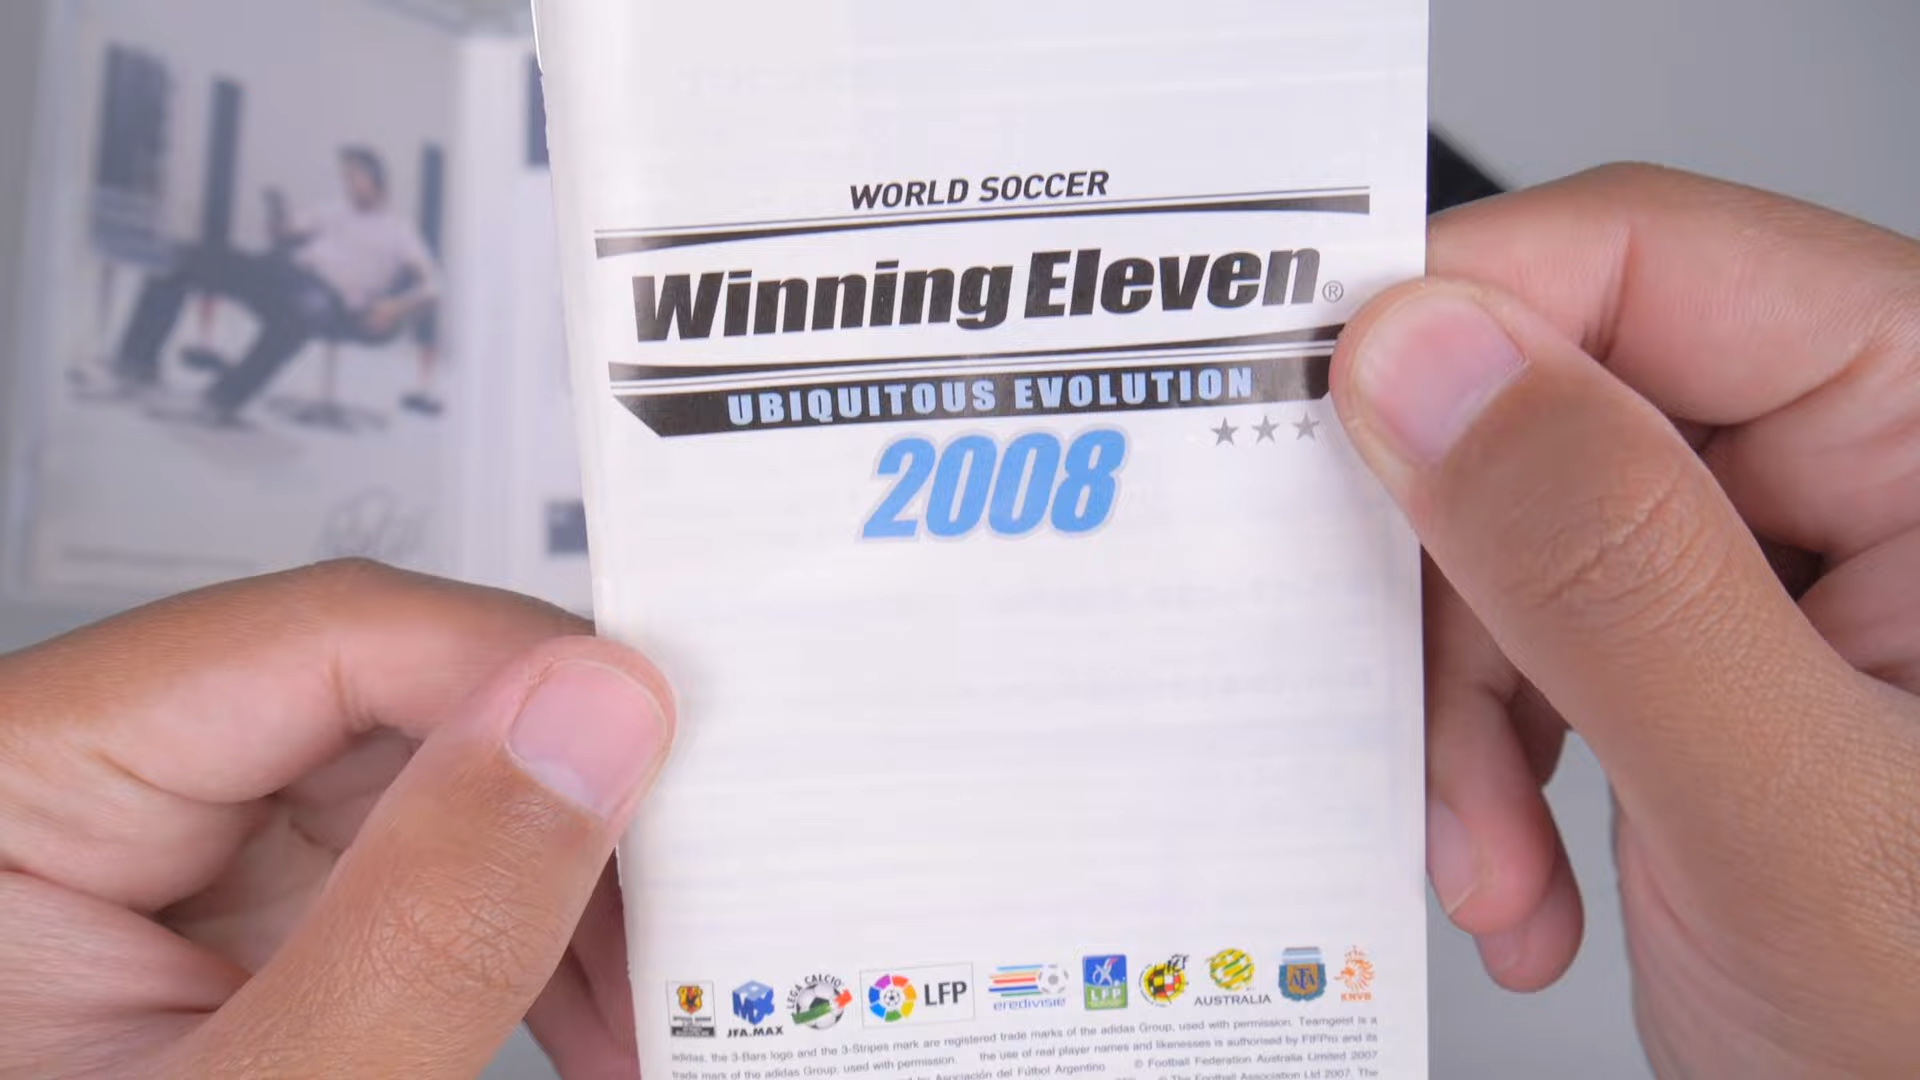 WORLD SOCCER
Winning Eleven®
UBIQUITOUS EVOLUTION
★★★
2008
JFA.MAX
LEGA CALCIO
LFP
eredivisie
LFP
AUSTRALIA
AFA
KNVB
adidas, the 3-Bars logo and the 3-Stripes mark are registered trade marks of the adidas Group, used with permission. Teamgeist is a
trade mark of the adidas Group, used with permission. the use of real player names and likenesses is authorised by FIFPro and its
Asociación del Fútbol Argentino © Football Federation Australia Limited 2007
© The Football Association Ltd 2007. The